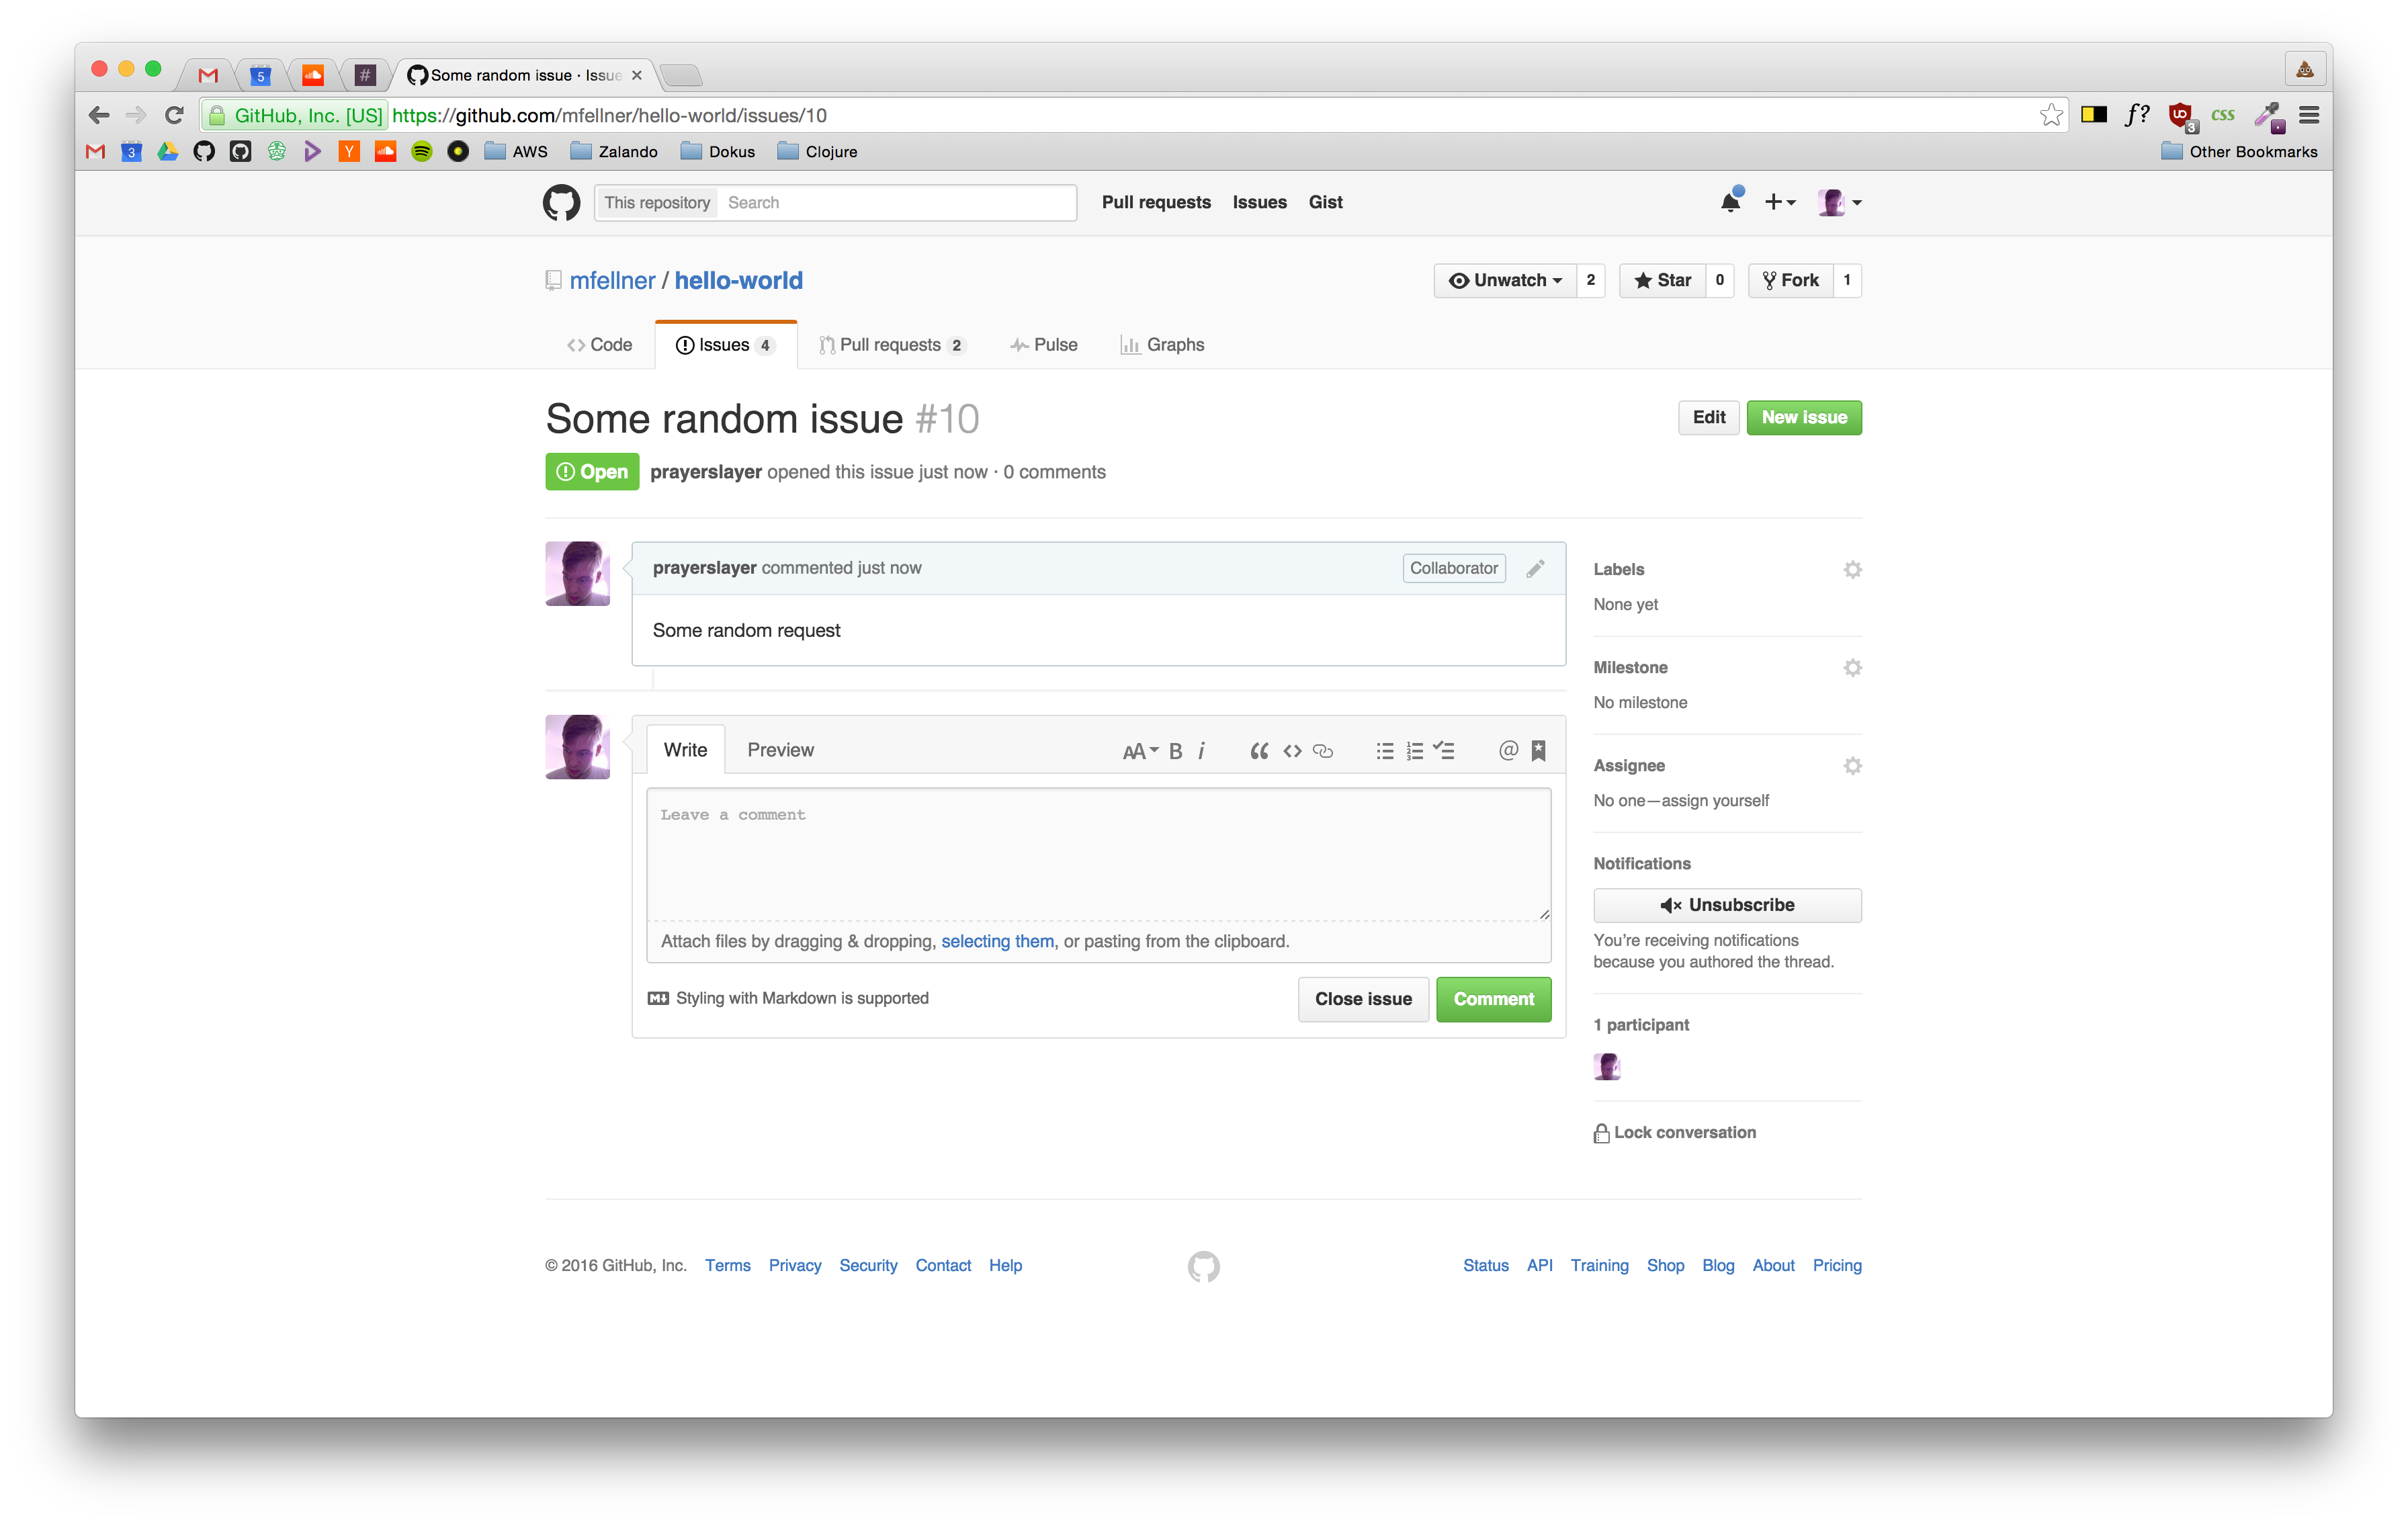 Some random issue · Issue
GitHub, Inc. [US] https://github.com/mfellner/hello-world/issues/10
AWS Zalando Dokus Clojure Other Bookmarks
This repository Search Pull requests Issues Gist
mfellner / hello-world Unwatch 2 Star 0 Fork 1
Code Issues 4 Pull requests 2 Pulse Graphs
Some random issue #10 Edit New issue
Open prayerslayer opened this issue just now · 0 comments
prayerslayer commented just now Collaborator
Some random request
Write Preview
Leave a comment
Attach files by dragging & dropping, selecting them, or pasting from the clipboard.
Styling with Markdown is supported Close issue Comment
Labels
None yet
Milestone
No milestone
Assignee
No one—assign yourself
Notifications
Unsubscribe
You’re receiving notifications
because you authored the thread.
1 participant
Lock conversation
© 2016 GitHub, Inc. Terms Privacy Security Contact Help Status API Training Shop Blog About Pricing